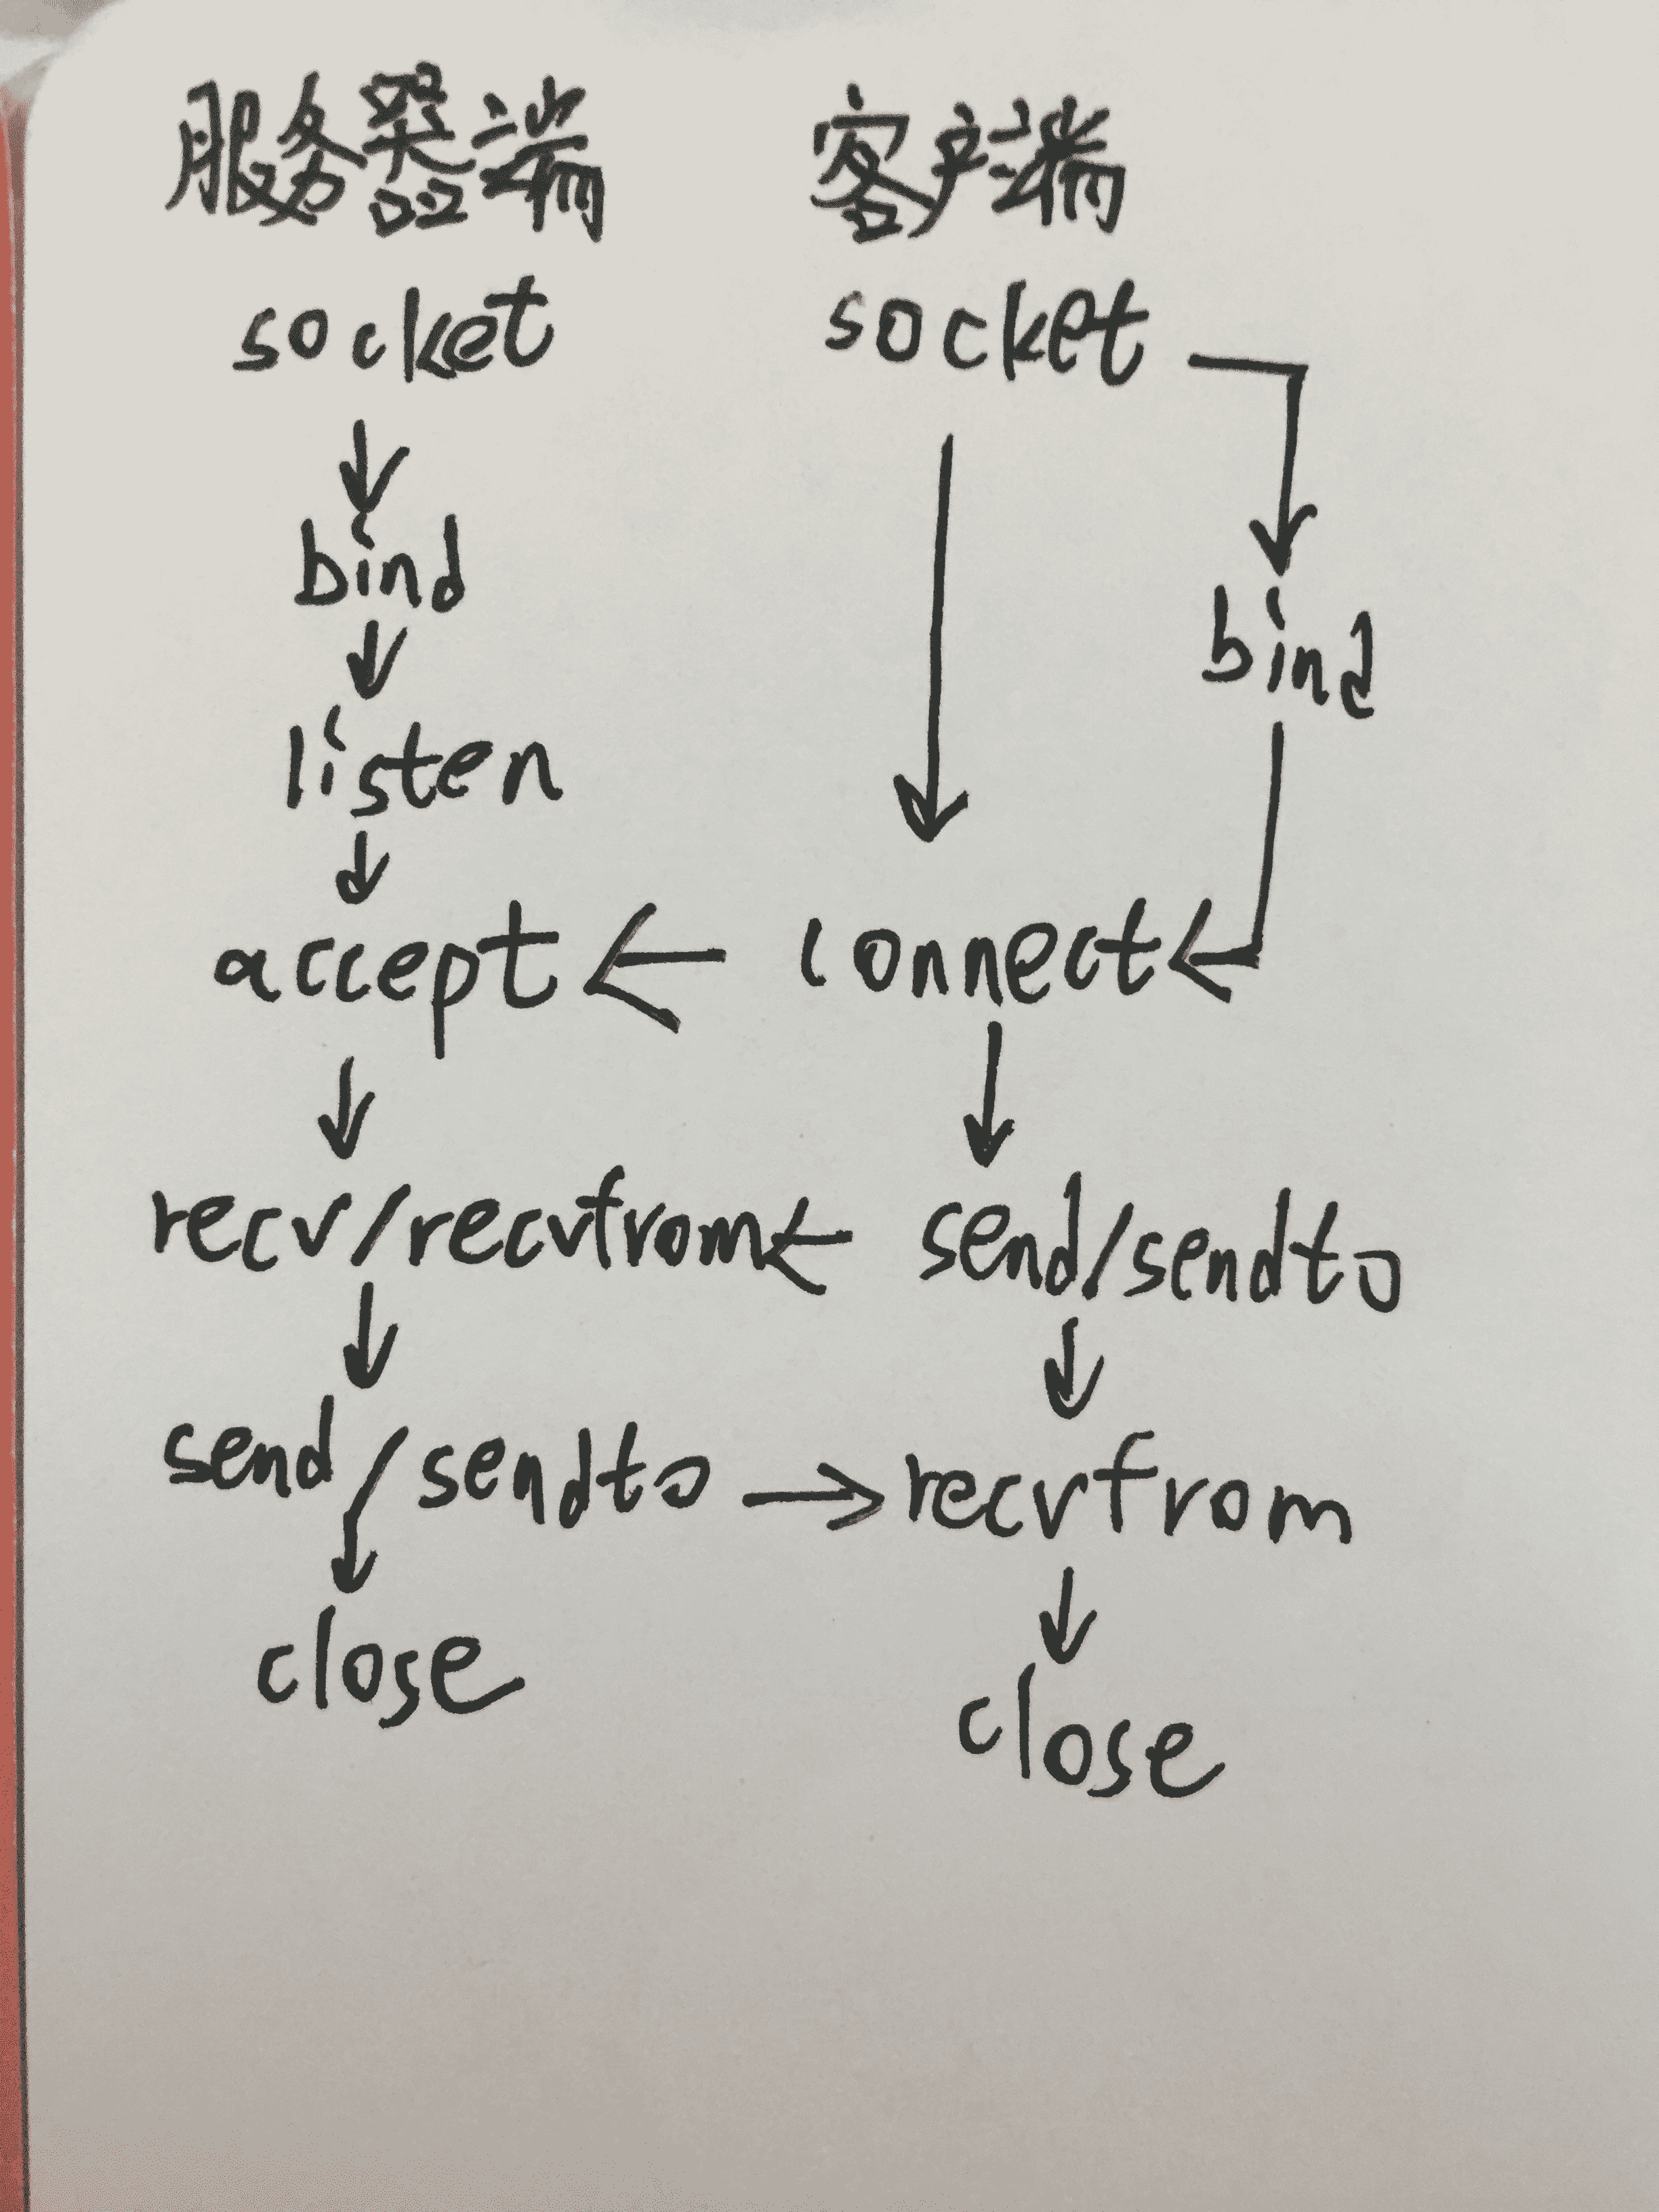 服务器端 客户端
socket socket
bind
bind
listen
accept connect
recv/recvfrom send/sendto
send/sendto recvfrom
close
close